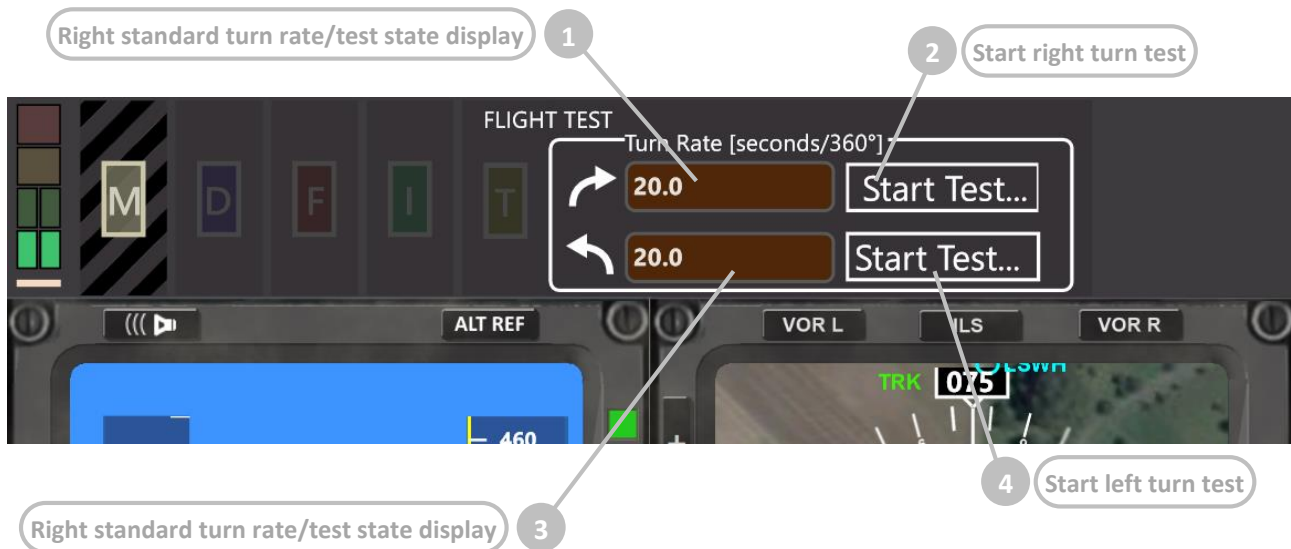 Right standard turn rate/test state display 1
2 Start right turn test
FLIGHT TEST
Turn Rate [seconds/360°]
M D F I T
20.0 Start Test...
20.0 Start Test...
ALT REF
VOR L ILS VOR R
TRK 075
460
4 Start left turn test
Right standard turn rate/test state display 3